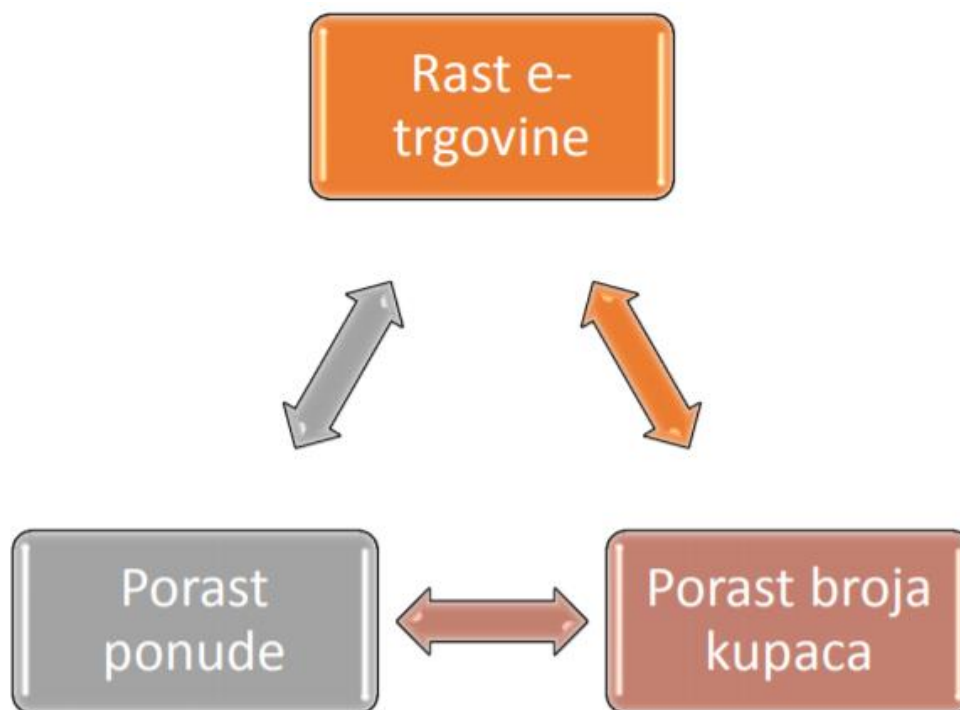 Rast e-
trgovine
Porast
ponude
Porast broja
kupaca